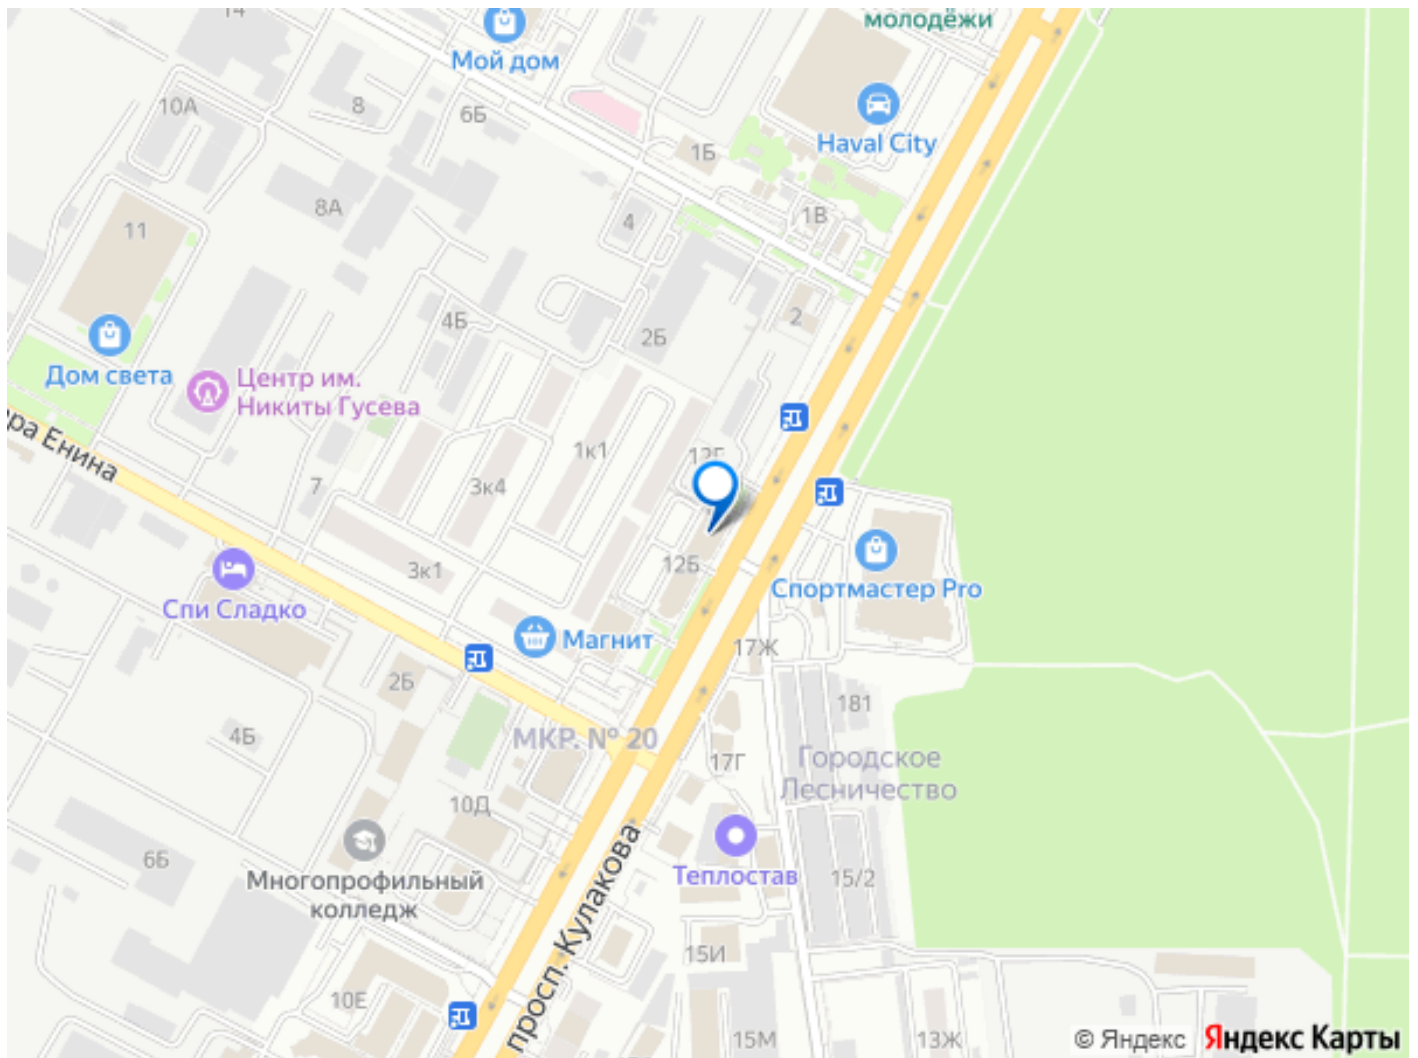 14
молодёжи
Мой дом
10А
8
6Б
Haval City
1Б
8А
4
1В
11
4Б
2Б
2
Дом света
Центр им.
Никиты Гусева
ра Енина
1к1
7
3к4
12Б
3к1
Спортмастер Pro
Спи Сладко
Магнит
17Ж
2Б
181
4Б
МКР. № 20
17Г
Городское
Лесничество
10Д
6Б
Многопрофильный
колледж
Теплостав
15/2
просп. Кулакова
15И
10Е
15М
13Ж
© Яндекс Яндекс Карты